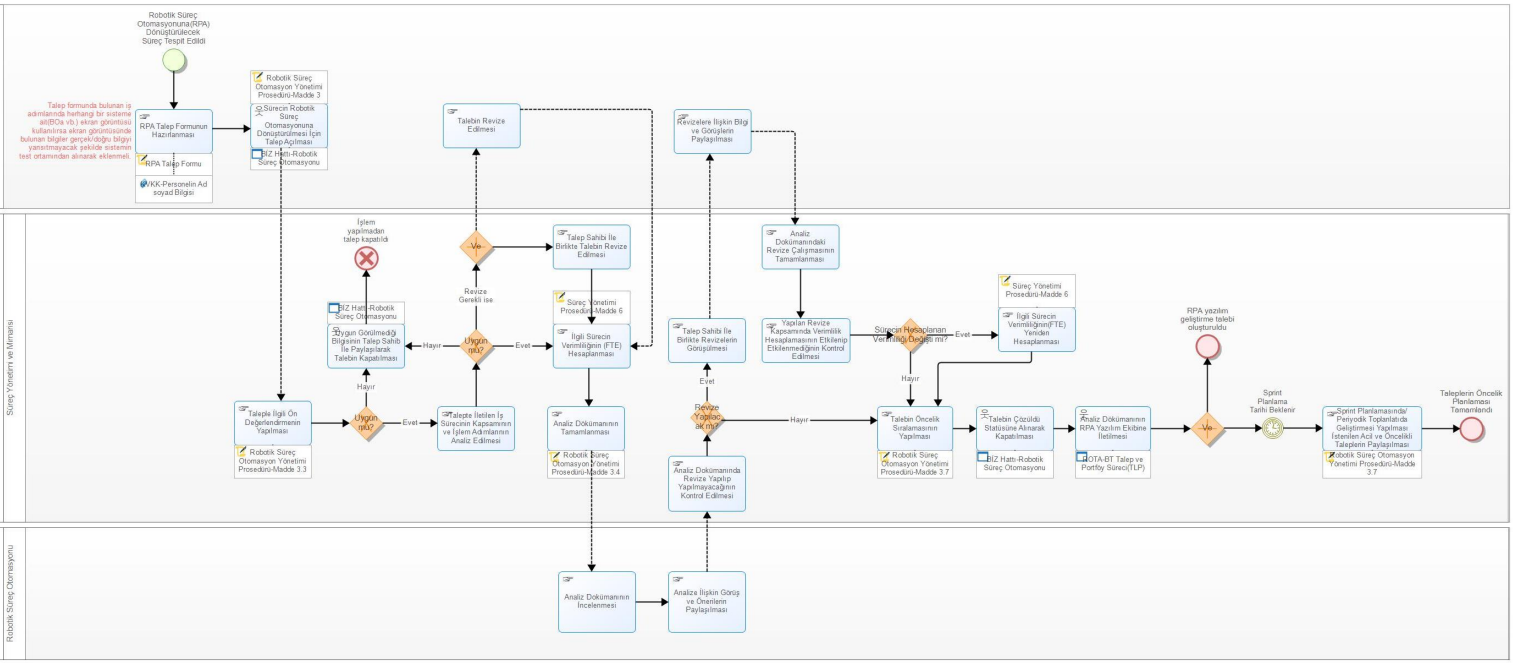 Robotik Süreç
Otomasyonuna(RPA)
Dönüştürülecek
Süreç Tespit Edildi
Talep formunda bulunan iş
adımlarında herhangi bir sisteme
ait(BOa vb.) ekran görüntüsü
kullanılırsa ekran görüntüsünde
bulunan bilgiler gerçek/doğru bilgiyi
yansıtmayacak şekilde sistemin
test ortamından alınarak eklenmeli.
RPA Talep Formunun
Hazırlanması
RPA Talep Formu
VKK-Personelin Ad
soyad Bilgisi
Robotik Süreç
Otomasyon Yönetimi
Prosedürü-Madde 3
Sürecin Robotik
Süreç
Otomasyonuna
Dönüştürülmesi İçin
Talep Açılması
BİZ Hattı-Robotik
Süreç Otomasyonu
Talebin Revize
Edilmesi
Revizelere İlişkin Bilgi
ve Görüşlerin
Paylaşılması
Süreç Yönetimi ve Mimarisi
İşlem
yapılmadan
talep kapatıldı
BİZ Hattı-Robotik
Süreç Otomasyonu
Uygun Görülmediği
Bilgisinin Talep Sahib
İle Paylaşılarak
Talebin Kapatılması
Hayır
Taleple İlgili Ön
Değerlendirmenin
Yapılması
Robotik Süreç
Otomasyon Yönetimi
Prosedürü-Madde 3.3
Uygun
mu?
Evet
Talepte İletilen İş
Sürecinin Kapsamının
ve İşlem Adımlarının
Analiz Edilmesi
Uygun
mu?
Hayır
Evet
Revize
Gerekli ise
Ve
Talep Sahibi İle
Birlikte Talebin Revize
Edilmesi
Süreç Yönetimi
Prosedürü-Madde 6
İlgili Sürecin
Verimliliğinin (FTE)
Hesaplanması
Analiz Dökümanının
Tamamlanması
Robotik Süreç
Otomasyon Yönetimi
Prosedürü-Madde 3.4
Talep Sahibi İle
Birlikte Revizelerin
Görüşülmesi
Evet
Revize
Yapılac
ak mı?
Hayır
Analiz Dokümanında
Revize Yapılıp
Yapılmayacağının
Kontrol Edilmesi
Analiz
Dokümanındaki
Revize Çalışmasının
Tamamlanması
Yapılan Revize
Kapsamında Verimlilik
Hesaplamasının Etkilenip
Etkilenmediğinin Kontrol
Edilmesi
Sürecin Hesaplanan
Verimliliği Değişti mi?
Evet
Hayır
Süreç Yönetimi
Prosedürü-Madde 6
İlgili Sürecin
Verimliliğinin(FTE)
Yeniden
Hesaplanması
Talebin Öncelik
Sıralamasının
Yapılması
Robotik Süreç
Otomasyon Yönetimi
Prosedürü-Madde 3.7
Talebin Çözüldü
Statüsüne Alınarak
Kapatılması
BİZ Hattı-Robotik
Süreç Otomasyonu
Analiz Dökümanının
RPA Yazılım Ekibine
İletilmesi
ROTA-BT Talep ve
Portföy Süreci(TLP)
RPA yazılım
geliştirme talebi
oluşturuldu
Ve
Sprint
Planlama
Tarihi Beklenir
Sprint Planlamasında/
Periyodik Toplantıda
Geliştirmesi Yapılması
İstenilen Acil ve Öncelikli
Taleplerin Paylaşılması
Robotik Süreç Otomasyon
Yönetimi Prosedürü-Madde
3.7
Taleplerin Öncelik
Planlaması
Tamamlandı
Robotik Süreç Otomasyonu
Analiz Dokümanının
İncelenmesi
Analize İlişkin Görüş
ve Önerilerin
Paylaşılması